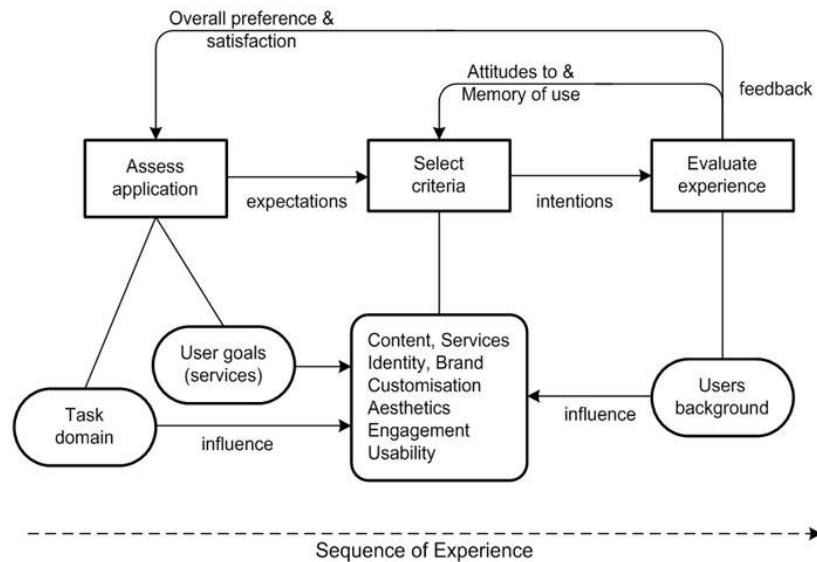 Overall preference &
satisfaction
Attitudes to &
Memory of use
feedback
Assess
application
expectations
Select
criteria
intentions
Evaluate
experience
User goals
(services)
Task
domain
influence
Content, Services
Identity, Brand
Customisation
Aesthetics
Engagement
Usability
influence
Users
background
Sequence of Experience